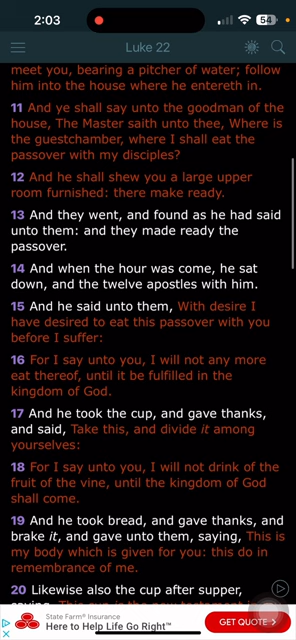 2:03
54
Luke 22
meet you, bearing a pitcher of water; follow
him into the house where he entereth in.
11 And ye shall say unto the goodman of the
house, The Master saith unto thee, Where is
the guestchamber, where I shall eat the
passover with my disciples?
12 And he shall shew you a large upper
room furnished: there make ready.
13 And they went, and found as he had said
unto them: and they made ready the
passover.
14 And when the hour was come, he sat
down, and the twelve apostles with him.
15 And he said unto them, With desire I
have desired to eat this passover with you
before I suffer:
16 For I say unto you, I will not any more
eat thereof, until it be fulfilled in the
kingdom of God.
17 And he took the cup, and gave thanks,
and said, Take this, and divide it among
yourselves:
18 For I say unto you, I will not drink of the
fruit of the vine, until the kingdom of God
shall come.
19 And he took bread, and gave thanks, and
brake it, and gave unto them, saying, This is
my body which is given for you: this do in
remembrance of me.
20 Likewise also the cup after supper,
saying, This cup is the new testament in
State Farm® Insurance
Here to Help Life Go Right™
GET QUOTE >